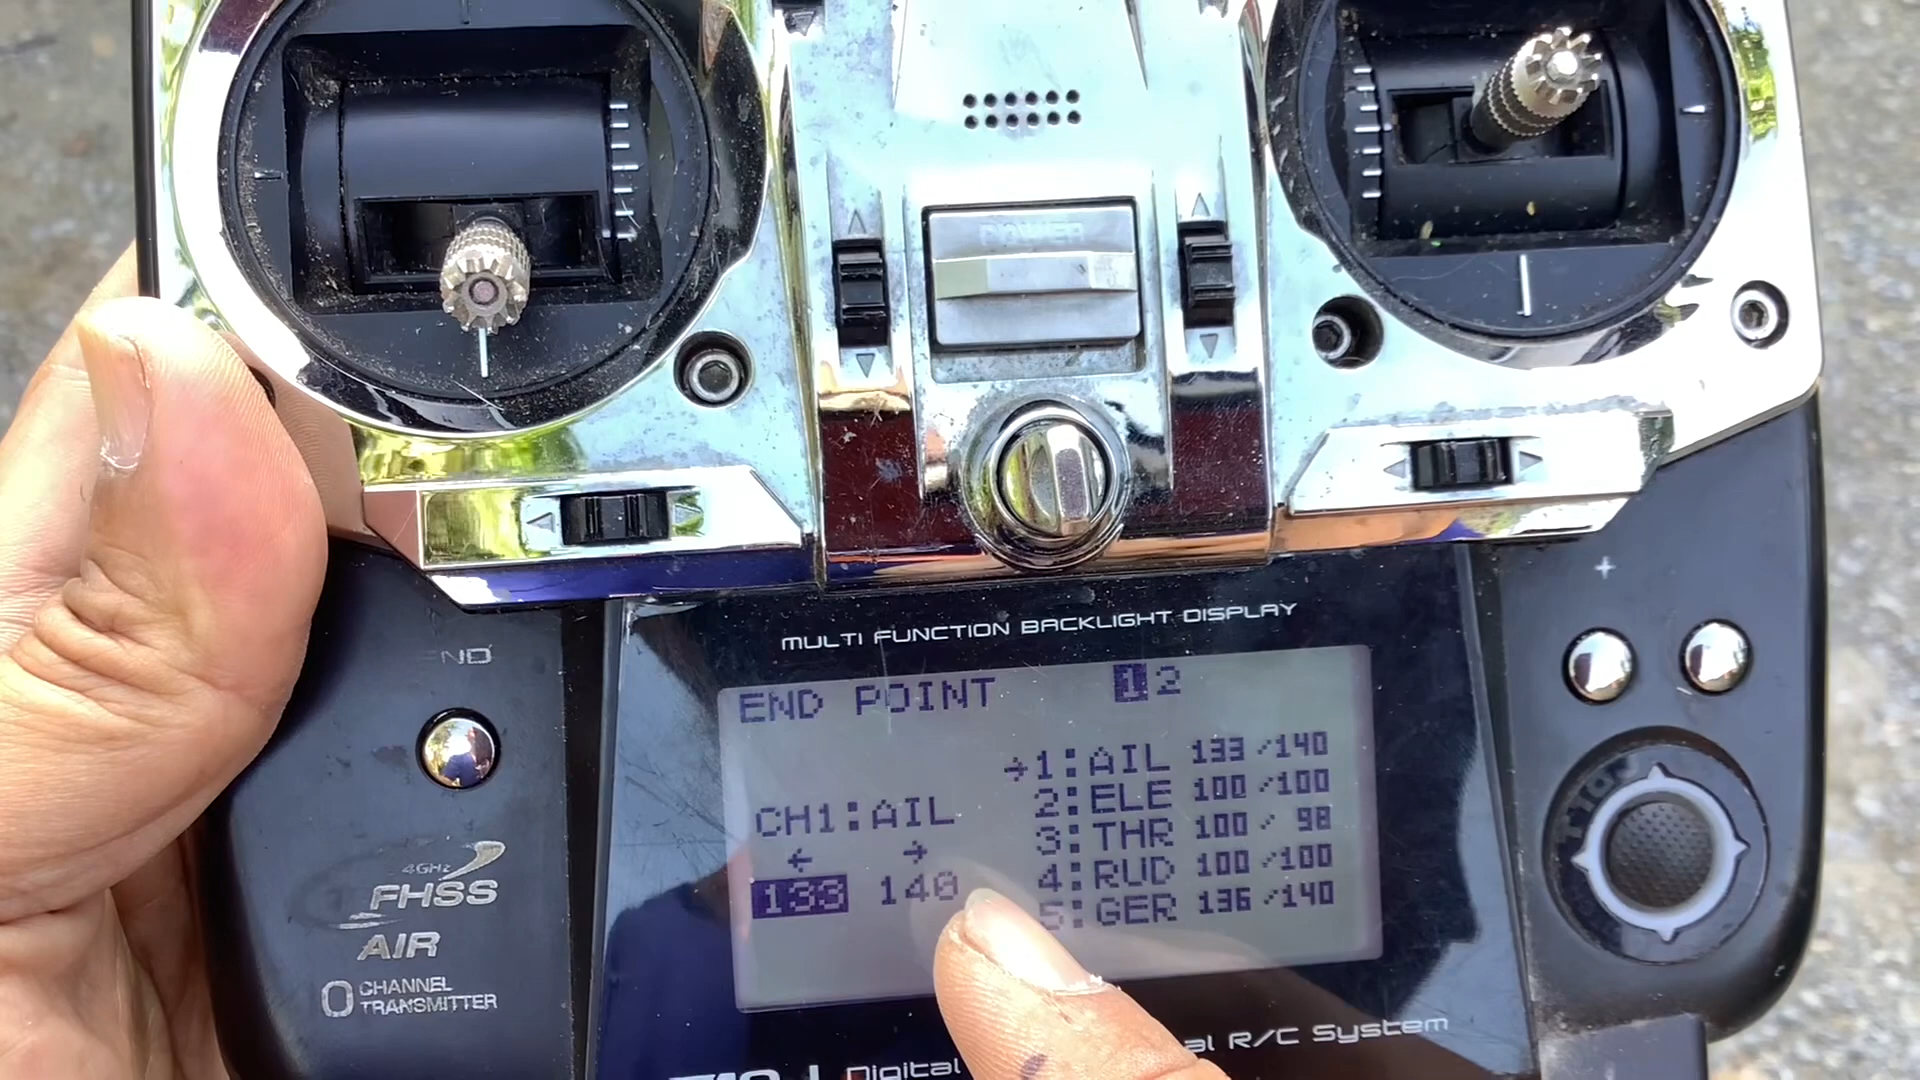 POWER
MULTI FUNCTION BACKLIGHT DISPLAY
+
END
END POINT 1 2
→1:AIL 133/140
2:ELE 100/100
3:THR 100/ 98
4:RUD 100/100
5:GER 136/140
CH1:AIL
← →
133 140
4GHz
FHSS
AIR
CHANNEL
TRANSMITTER
Digital
al R/C System